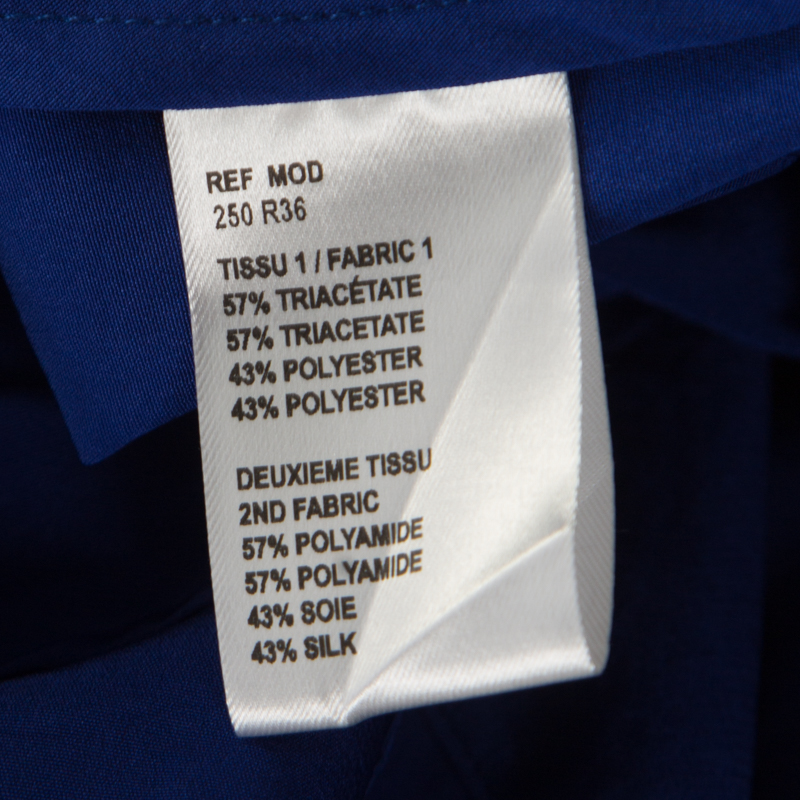 REF MOD
250 R36
TISSU 1 / FABRIC 1
57% TRIACÉTATE
57% TRIACETATE
43% POLYESTER
43% POLYESTER
DEUXIEME TISSU
2ND FABRIC
57% POLYAMIDE
57% POLYAMIDE
43% SOIE
43% SILK